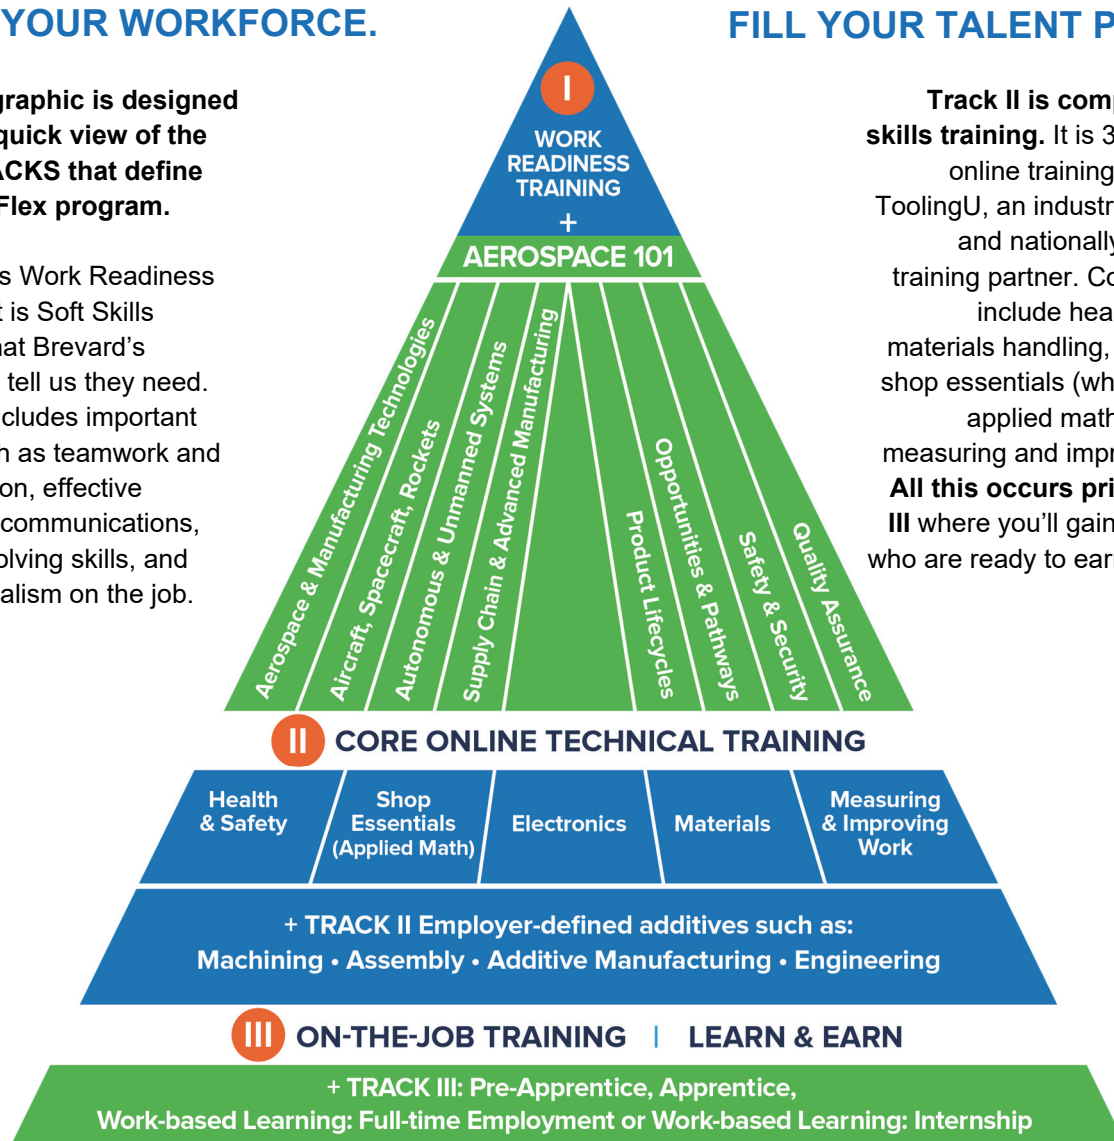 YOUR WORKFORCE.
graphic is designed
quick view of the
ACKS that define
Flex program.
s Work Readiness
t is Soft Skills
hat Brevard's
tell us they need.
cludes important
h as teamwork and
on, effective
communications,
olving skills, and
alism on the job.
FILL YOUR TALENT P
Track II is comp
skills training. It is 3
online training
ToolingU, an industr
and nationally
training partner. Co
include hea
materials handling,
shop essentials (wh
applied math
measuring and impr
All this occurs pri
III where you'll gain
who are ready to ear
I
WORK
READINESS
TRAINING
+
AEROSPACE 101
Aerospace & Manufacturing Technologies
Aircraft, Spacecraft, Rockets
Autonomous & Unmanned Systems
Supply Chain & Advanced Manufacturing
Product Lifecycles
Opportunities & Pathways
Safety & Security
Quality Assurance
II CORE ONLINE TECHNICAL TRAINING
Health
& Safety
Shop
Essentials
(Applied Math)
Electronics
Materials
Measuring
& Improving
Work
+ TRACK II Employer-defined additives such as:
Machining • Assembly • Additive Manufacturing • Engineering
III ON-THE-JOB TRAINING | LEARN & EARN
+ TRACK III: Pre-Apprentice, Apprentice,
Work-based Learning: Full-time Employment or Work-based Learning: Internship